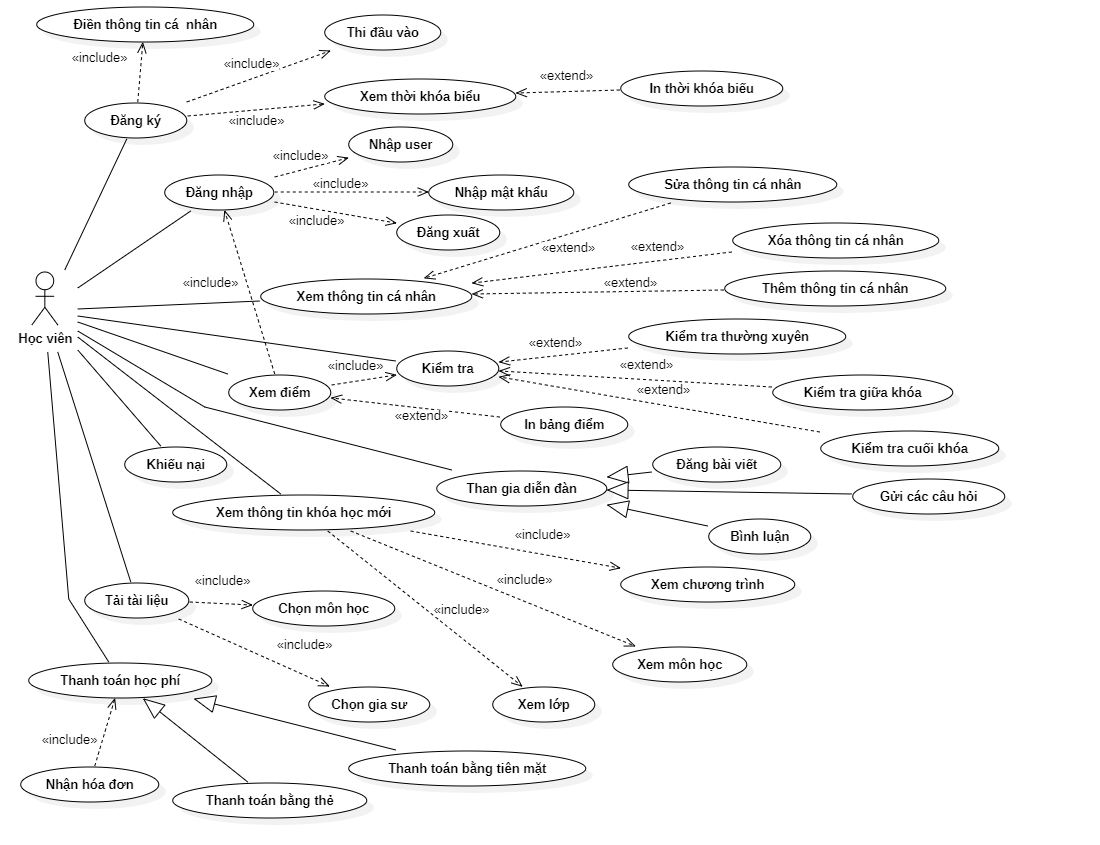 Điền thông tin cá nhân
Thi đầu vào
«include»
«include»
«extend»
Xem thời khóa biểu
In thời khóa biếu
Đăng ký
«include»
Nhập user
«include»
Đăng nhập
«include»
Nhập mật khẩu
Sửa thông tin cá nhân
«include»
Đăng xuất
«extend»
«extend»
Xóa thông tin cá nhân
«include»
«extend»
Xem thông tin cá nhân
Thêm thông tin cá nhân
Học viên
Kiểm tra thường xuyên
«extend»
«include»
Kiểm tra
«extend»
«extend»
Xem điểm
Kiểm tra giữa khóa
«extend»
In bảng điểm
Kiểm tra cuối khóa
Khiếu nại
Đăng bài viết
Than gia diễn đàn
Gửi các câu hỏi
Xem thông tin khóa học mới
Bình luận
«include»
«include»
«include»
Xem chương trình
Tải tài liệu
Chọn môn học
«include»
«include»
Xem môn học
Thanh toán học phí
Chọn gia sư
Xem lớp
«include»
Thanh toán bằng tiên mặt
Nhận hóa đơn
Thanh toán bằng thẻ